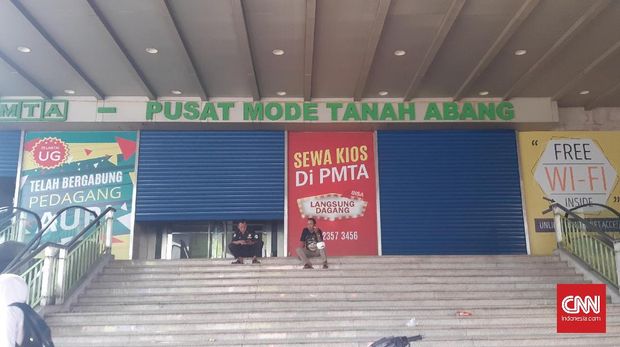 MTA - PUSAT MODE TANAH ABANG
UG
TELAH BERGABUNG
PEDAGANG
SEWA KIOS
Di PMTA
BISA
LANGSUNG
DAGANG
2357 3456
FREE
WI-FI
INSIDE
CNN
Indonesia.com